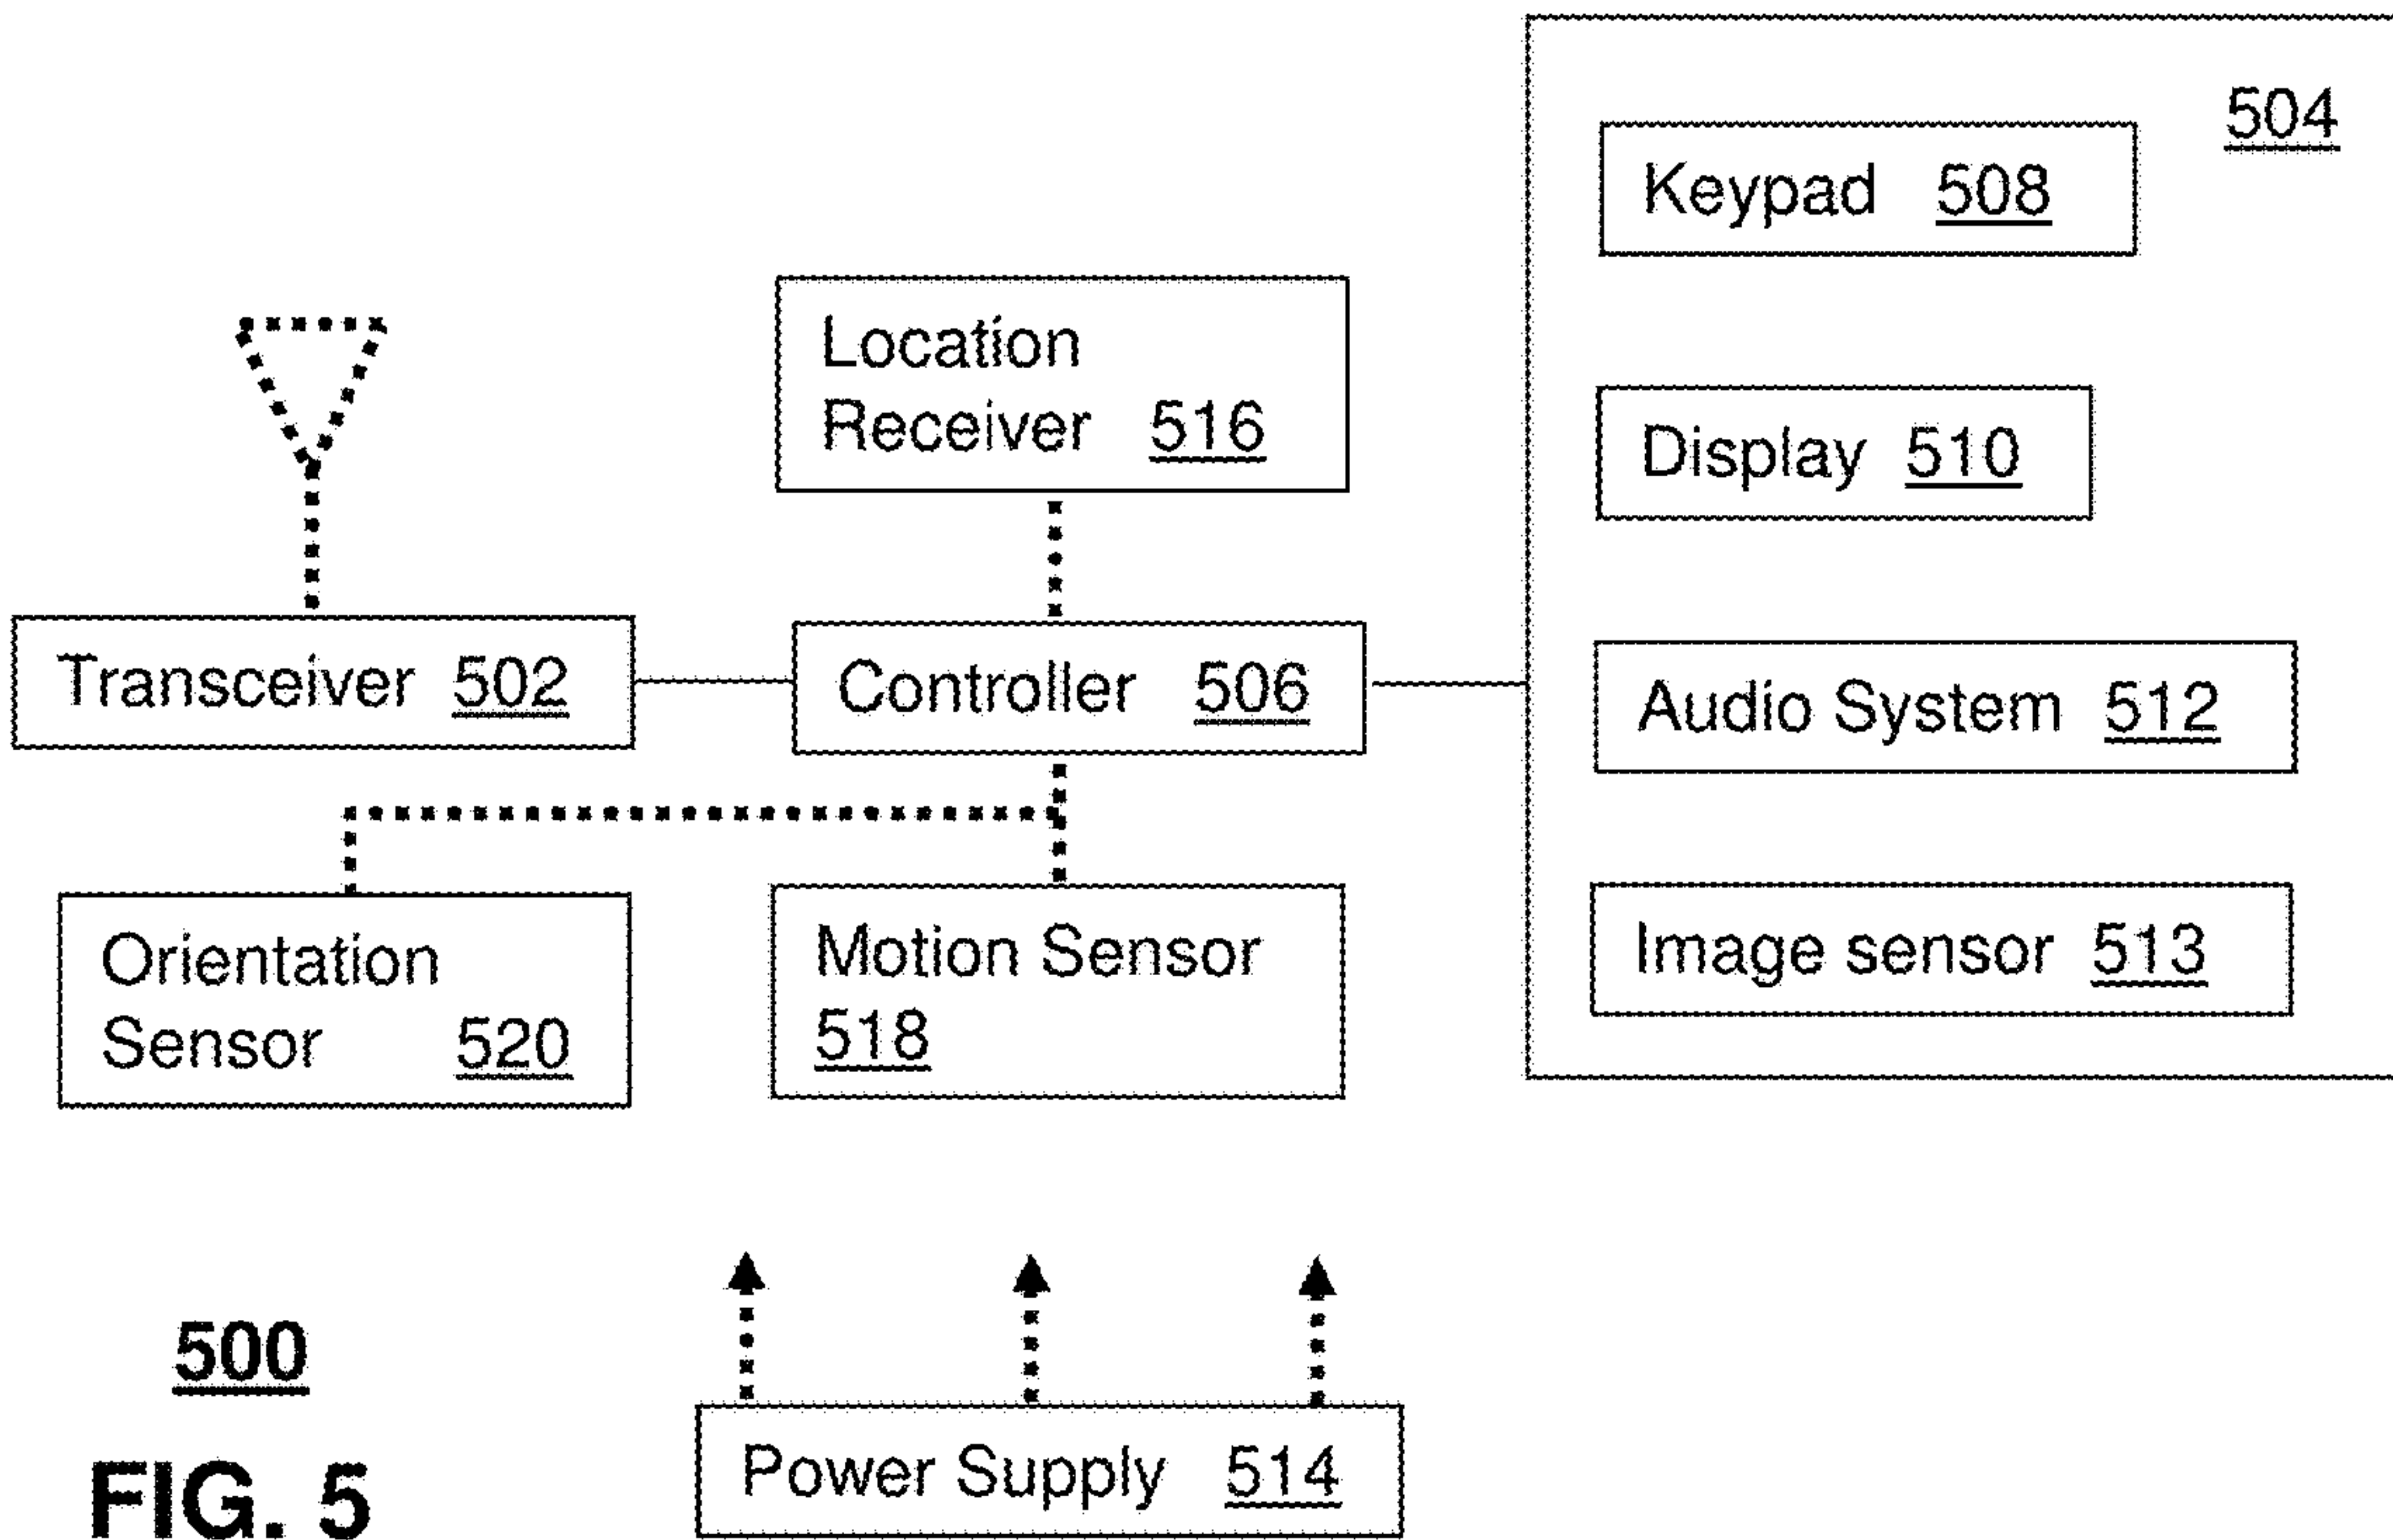 504
Keypad 508
Location
Receiver 516
Display 510
Transceiver 502
Controller 506
Audio System 512
Orientation
Sensor 520
Motion Sensor
518
Image sensor 513
500
FIG. 5
Power Supply 514